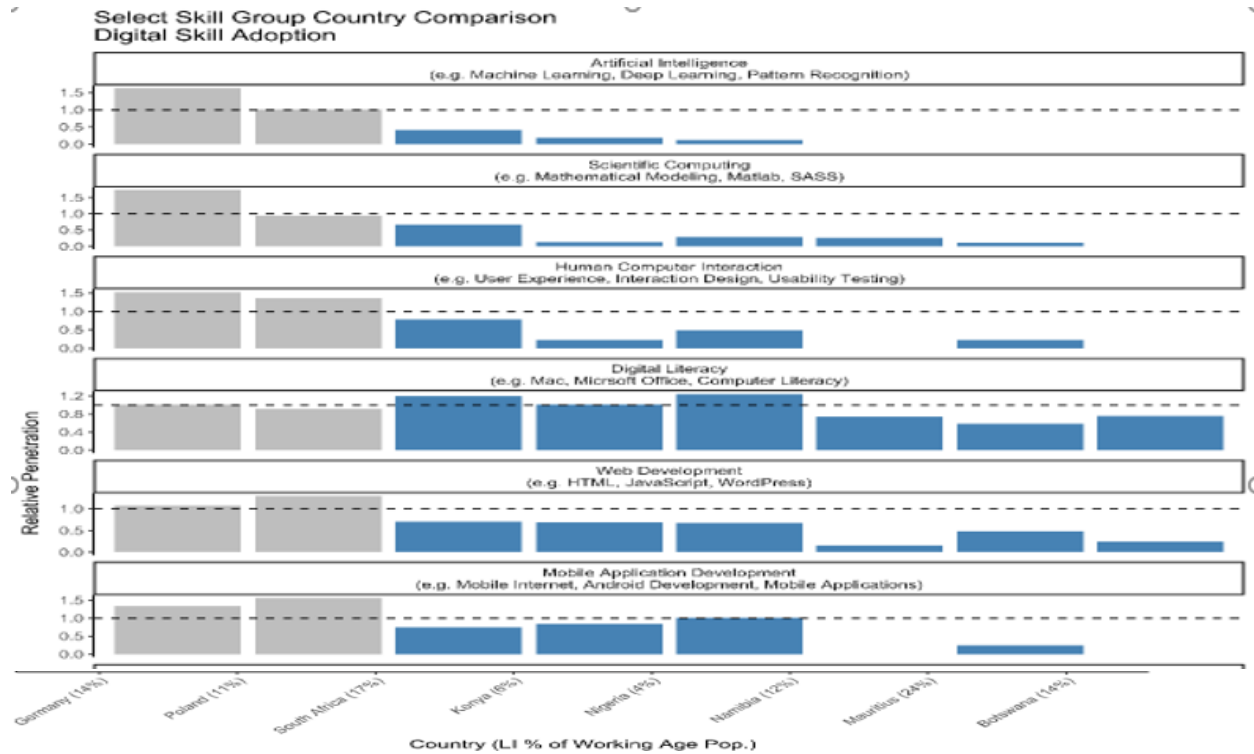 Select Skill Group Country Comparison
Digital Skill Adoption
Artificial Intelligence
(e.g. Machine Learning, Deep Learning, Pattern Recognition)
1.5
1.0
0.5
0.0
Scientific Computing
(e.g. Mathematical Modeling, Matlab, SASS)
1.5
1.0
0.5
0.0
Human Computer Interaction
(e.g. User Experience, Interaction Design, Usability Testing)
1.5
1.0
0.5
0.0
Digital Literacy
(e.g. Mac, Micrsoft Office, Computer Literacy)
1.2
0.8
0.4
0.0
Web Development
(e.g. HTML, JavaScript, WordPress)
1.0
0.5
0.0
Mobile Application Development
(e.g. Mobile Internet, Android Development, Mobile Applications)
1.5
1.0
0.5
0.0
Relative Penetration
Germany (14%)
Poland (11%)
South Africa (17%)
Konya (6%)
Nigeria (4%)
Namibia (12%)
Mauritius (24%)
Botswana (14%)
Country (LI % of Working Age Pop.)